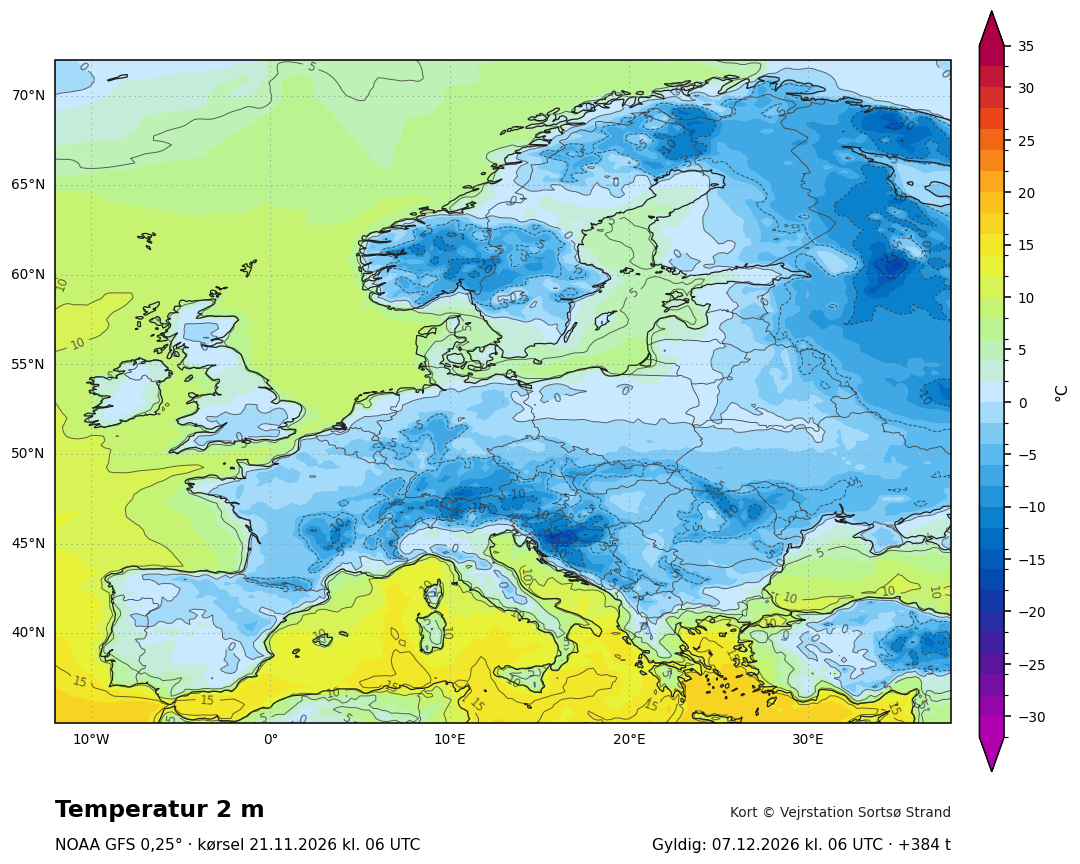 70°N
65°N
60°N
55°N
50°N
45°N
40°N
10°W
0°
10°E
20°E
30°E
35
30
25
20
15
10
5
0
−5
−10
−15
−20
−25
−30
°C
Temperatur 2 m
Kort © Vejrstation Sortsø Strand
NOAA GFS 0,25° · kørsel 21.11.2026 kl. 06 UTC
Gyldig: 07.12.2026 kl. 06 UTC · +384 t